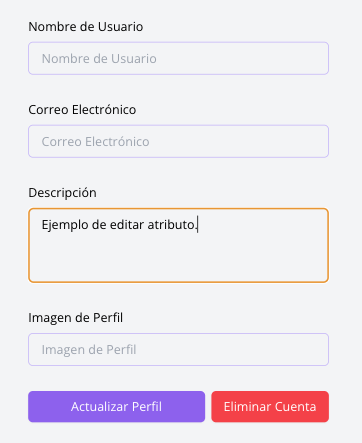 Nombre de Usuario
Nombre de Usuario
Correo Electrónico
Correo Electrónico
Descripción
Ejemplo de editar atributo.
Imagen de Perfil
Imagen de Perfil
Actualizar Perfil
Eliminar Cuenta